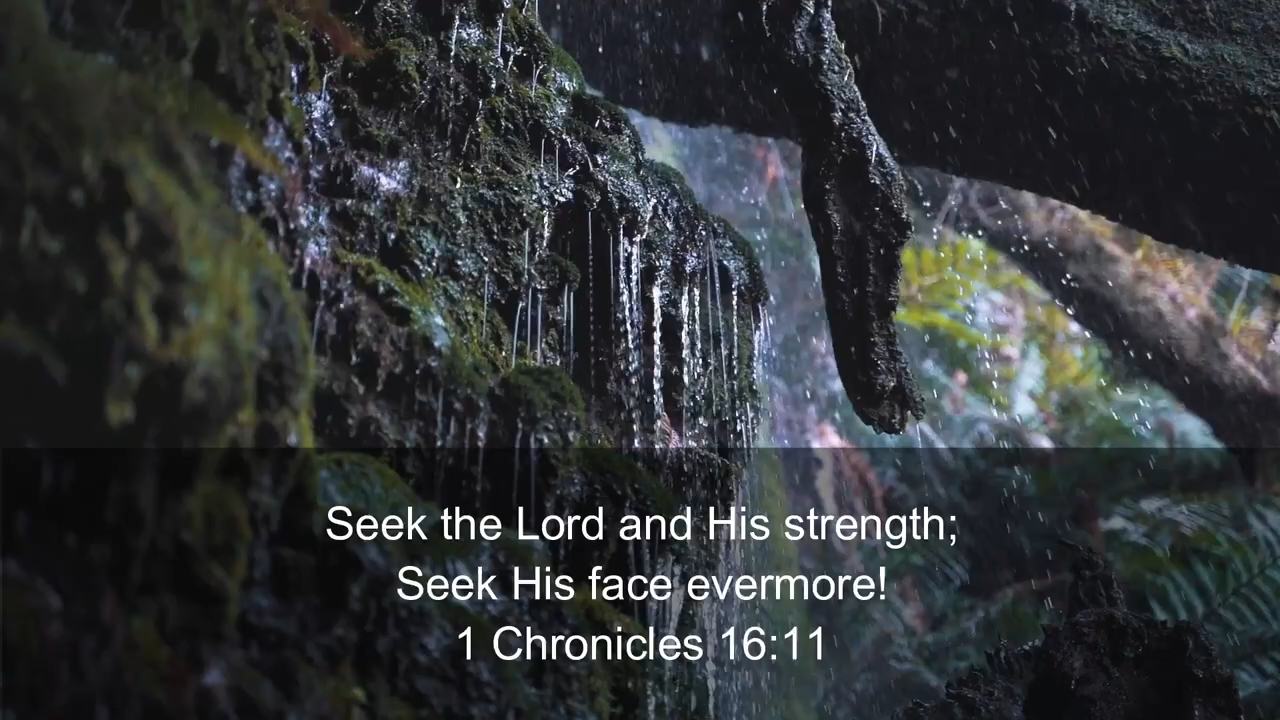 Seek the Lord and His strength;
Seek His face evermore!
1 Chronicles 16:11